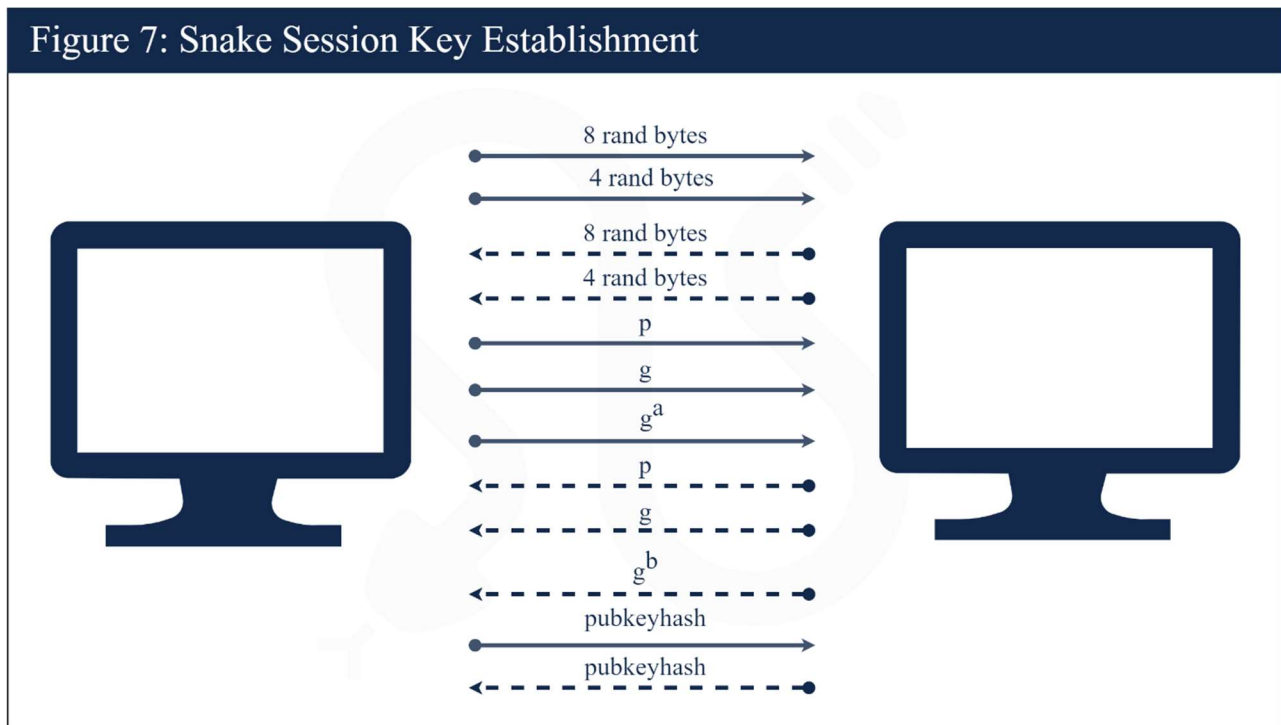 Figure 7: Snake Session Key Establishment
8 rand bytes
4 rand bytes
8 rand bytes
4 rand bytes
p
g
g^a
p
g
g^b
pubkeyhash
pubkeyhash